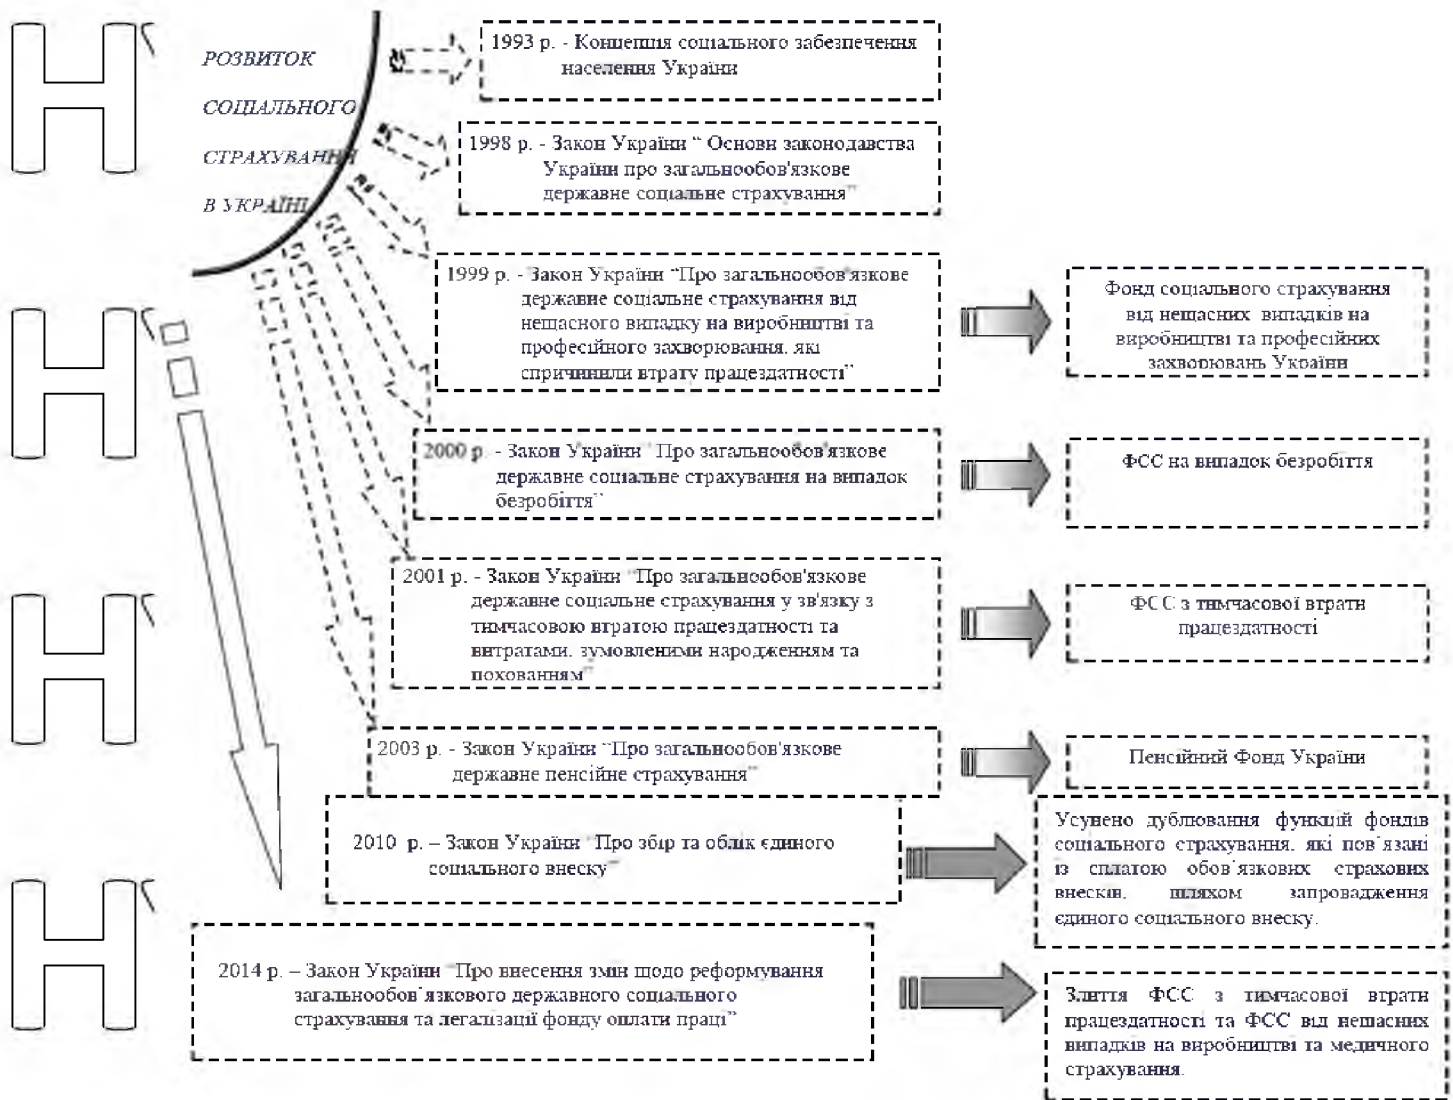 РОЗВИТОК
СОЦІАЛЬНОГО
СТРАХУВАННЯ
В УКРАЇНІ
1993 р. - Концепція соціального забезпечення
населення України
1998 р. - Закон України “ Основи законодавства
України про загальнообов'язкове
державне соціальне страхування”
1999 р. - Закон України “Про загальнообов'язкове
державне соціальне страхування від
нещасного випадку на виробництві та
професійного захворювання, які
спричинили втрату працездатності”
Фонд соціального страхування
від нещасних випадків на
виробництві та професійних
захворювань України
2000 р. - Закон України “Про загальнообов'язкове
державне соціальне страхування на випадок
безробіття”
ФСС на випадок безробіття
2001 р. - Закон України “Про загальнообов'язкове
державне соціальне страхування у зв'язку з
тимчасовою втратою працездатності та
витратами, зумовленими народженням та
похованням”
ФСС з тимчасової втрати
працездатності
2003 р. - Закон України “Про загальнообов'язкове
державне пенсійне страхування”
Пенсійний Фонд України
2010 р. – Закон України “Про збір та облік єдиного
соціального внеску”
Усунено дублювання функцій фондів
соціального страхування, які пов'язані
із сплатою обов'язкових страхових
внесків, шляхом запровадження
єдиного соціального внеску.
2014 р. – Закон України “Про внесення змін щодо реформування
загальнообов'язкового державного соціального
страхування та легалізації фонду оплати праці”
Злиття ФСС з тимчасової втрати
працездатності та ФСС від нещасних
випадків на виробництві та медичного
страхування.